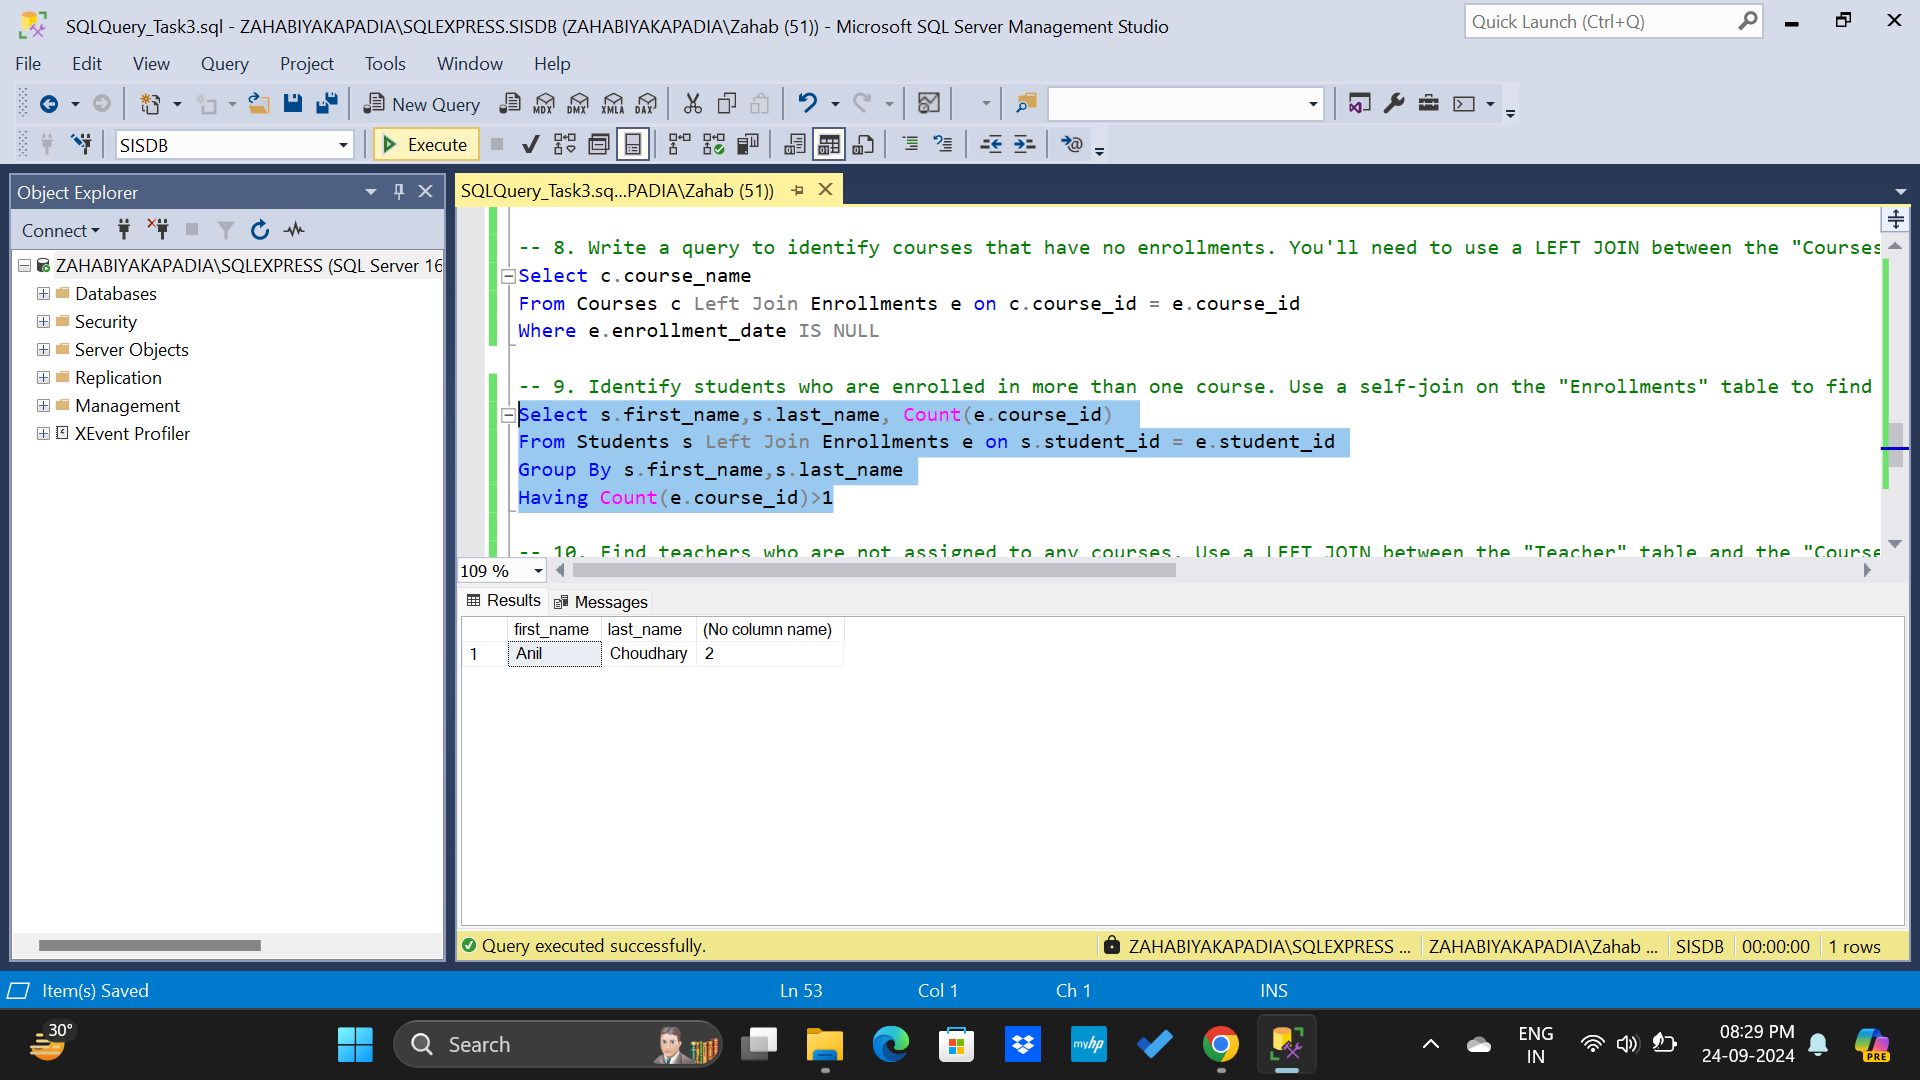 SQLQuery_Task3.sql - ZAHABIYAKAPADIA\SQLEXPRESS.SISDB (ZAHABIYAKAPADIA\Zahab (51)) - Microsoft SQL Server Management Studio
Quick Launch (Ctrl+Q)
File Edit View Query Project Tools Window Help
New Query MDX DMX XMLA DAX
SISDB Execute
Object Explorer
SQLQuery_Task3.sq...PADIA\Zahab (51))
Connect
ZAHABIYAKAPADIA\SQLEXPRESS (SQL Server 16
Databases
Security
Server Objects
Replication
Management
XEvent Profiler
-- 8. Write a query to identify courses that have no enrollments. You'll need to use a LEFT JOIN between the "Courses
Select c.course_name
From Courses c Left Join Enrollments e on c.course_id = e.course_id
Where e.enrollment_date IS NULL
-- 9. Identify students who are enrolled in more than one course. Use a self-join on the "Enrollments" table to find
Select s.first_name,s.last_name, Count(e.course_id)
From Students s Left Join Enrollments e on s.student_id = e.student_id
Group By s.first_name,s.last_name
Having Count(e.course_id)>1
-- 10. Find teachers who are not assigned to any courses. Use a LEFT JOIN between the "Teacher" table and the "Course
109 %
Results Messages
first_name last_name (No column name)
1 Anil Choudhary 2
Query executed successfully. ZAHABIYAKAPADIA\SQLEXPRESS ... ZAHABIYAKAPADIA\Zahab ... SISDB 00:00:00 1 rows
Item(s) Saved Ln 53 Col 1 Ch 1 INS
30°
Search
myhp
ENG
IN
08:29 PM
24-09-2024
PRE